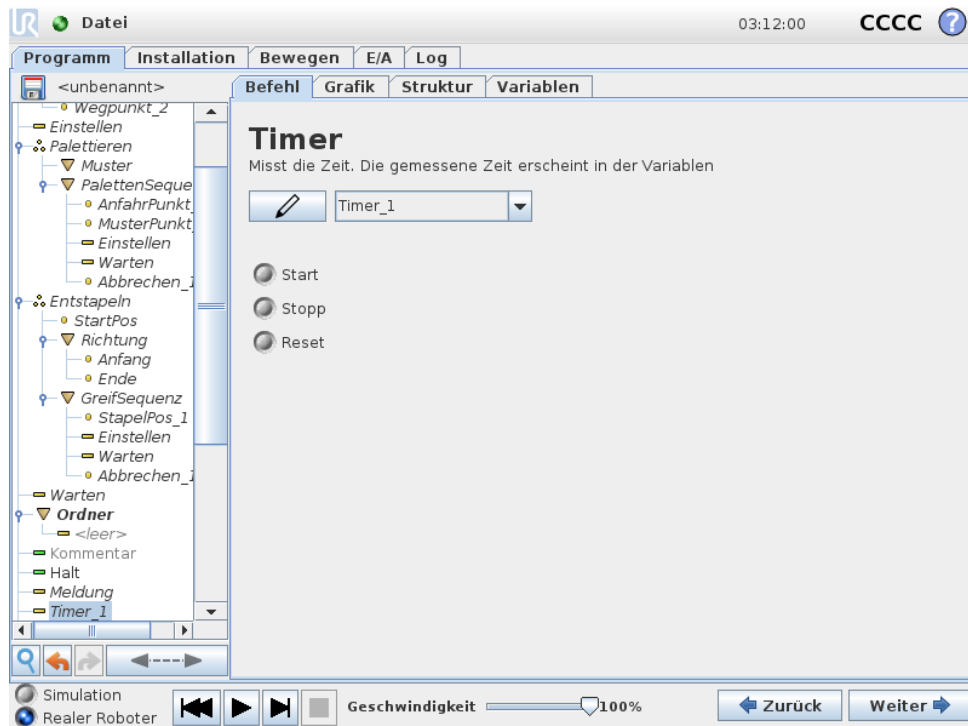 UR Datei 03:12:00 CCCC ?
Programm Installation Bewegen E/A Log
<unbenannt>
Befehl Grafik Struktur Variablen
Wegpunkt_2
Einstellen
Palettieren
Muster
PalettenSeque
AnfahrPunkt_
MusterPunkt_
Einstellen
Warten
Abbrechen_1
Entstapeln
StartPos
Richtung
Anfang
Ende
GreifSequenz
StapelPos_1
Einstellen
Warten
Abbrechen_1
Warten
Ordner
<leer>
Kommentar
Halt
Meldung
Timer_1
Timer
Misst die Zeit. Die gemessene Zeit erscheint in der Variablen
Timer_1
Start
Stopp
Reset
Simulation
Realer Roboter
Geschwindigkeit 100%
Zurück Weiter